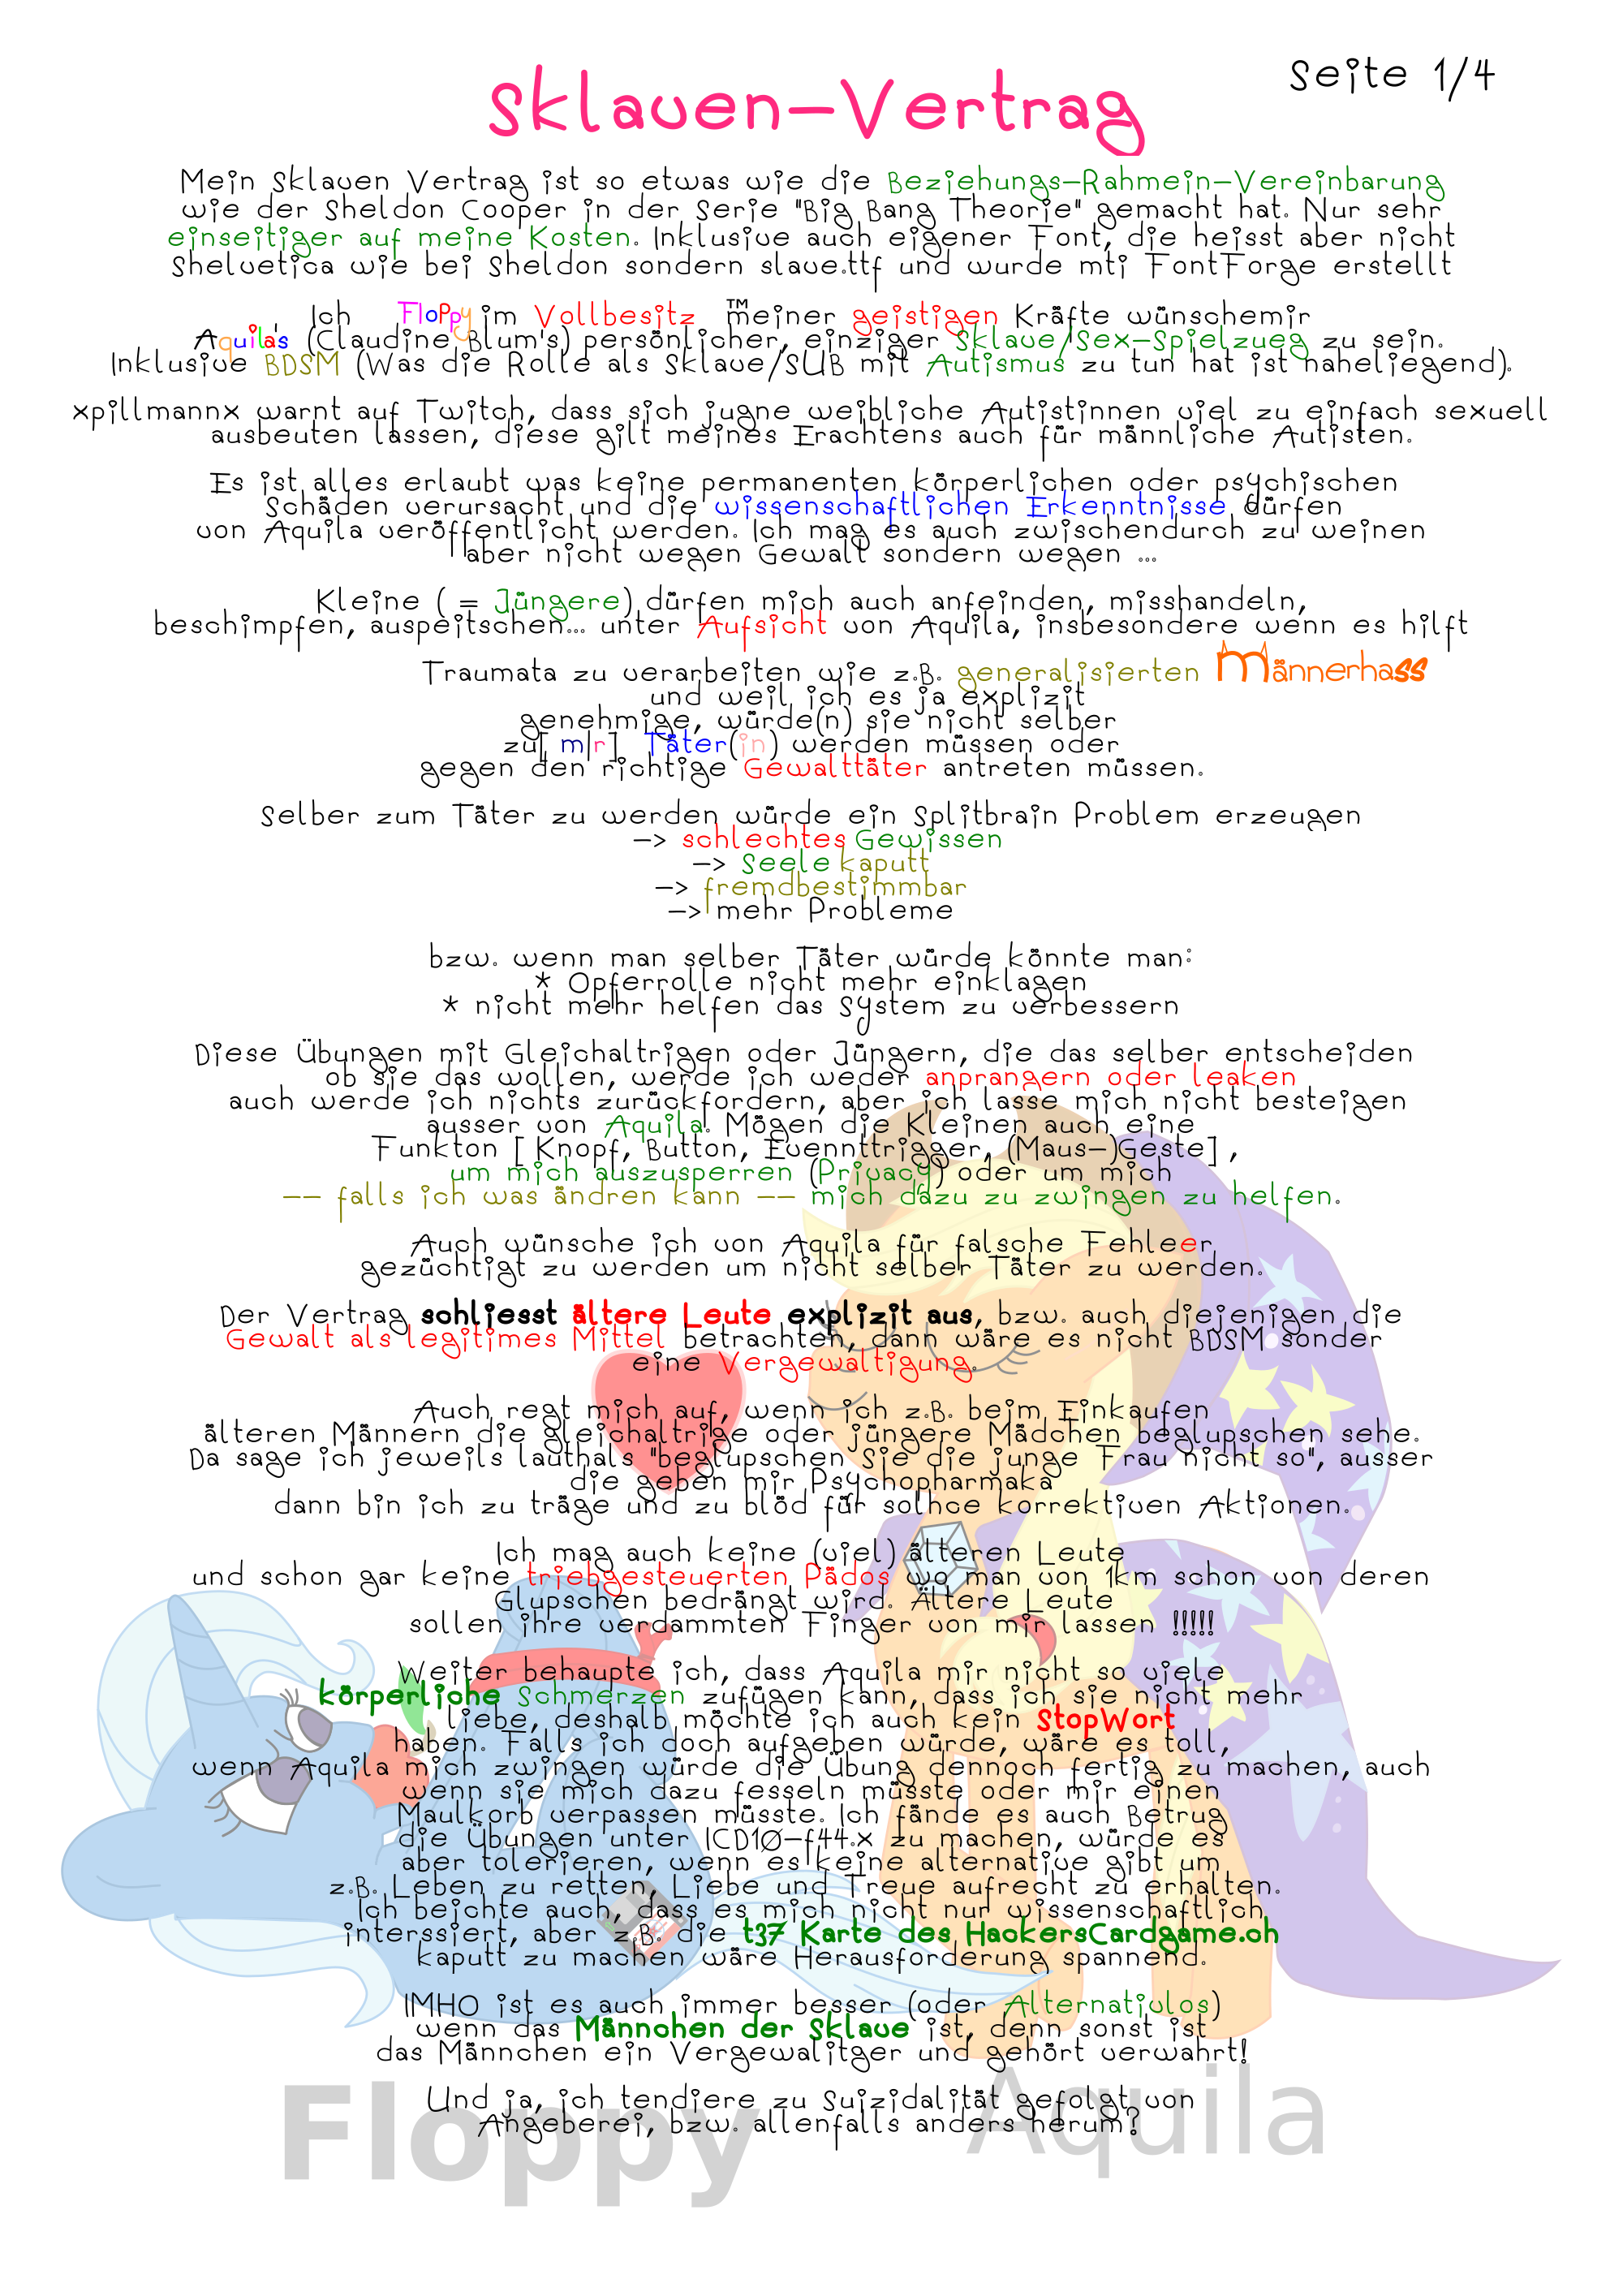 Seite 1/4
Sklaven-Vertrag
Mein Sklaven Vertrag ist so etwas wie die Beziehungs-Rahmein-Vereinbarung
wie der Sheldon Cooper in der Serie "Big Bang Theorie" gemacht hat. Nur sehr
einseitiger auf meine Kosten. Inklusive auch eigener Font, die heisst aber nicht
Shelvetica wie bei Sheldon sondern slave.ttf und wurde mti FontForge erstellt
Ich Floppy im Vollbesitz ™meiner geistigen Kräfte wünschemir
Aquila's (Claudine Blum's) persönlicher, einziger Sklave/Sex-Spielzueg zu sein.
Inklusive BDSM (Was die Rolle als Sklave/SUB mit Autismus zu tun hat ist naheliegend).
xpillmannx warnt auf Twitch, dass sich jugne weibliche Autistinnen viel zu einfach sexuell
ausbeuten lassen, diese gilt meines Erachtens auch für männliche Autisten.
Es ist alles erlaubt was keine permanenten körperlichen oder psychischen
Schäden verursacht und die wissenschaftlichen Erkenntnisse dürfen
von Aquila veröffentlicht werden. Ich mag es auch zwischendurch zu weinen
aber nicht wegen Gewalt sondern wegen ...
Kleine ( = Jüngere) dürfen mich auch anfeinden, misshandeln,
beschimpfen, auspeitschen... unter Aufsicht von Aquila, insbesondere wenn es hilft
Traumata zu verarbeiten wie z.B. generalisierten Männerhass
und weil ich es ja explizit
genehmige, würde(n) sie nicht selber
zu[ m|r] Täter(in) werden müssen oder
gegen den richtige Gewalttäter antreten müssen.
Selber zum Täter zu werden würde ein Splitbrain Problem erzeugen
-> schlechtes Gewissen
-> Seele kaputt
-> fremdbestimmbar
-> mehr Probleme
bzw. wenn man selber Täter würde könnte man:
* Opferrolle nicht mehr einklagen
* nicht mehr helfen das System zu verbessern
Diese Übungen mit Gleichaltrigen oder Jüngern, die das selber entscheiden
ob sie das wollen, werde ich weder anprangern oder leaken
auch werde ich nichts zurückfordern, aber ich lasse mich nicht besteigen
ausser von Aquila. Mögen die Kleinen auch eine
Funkton [ Knopf, Button, Evennttrigger, (Maus-)Geste] ,
um mich auszusperren (Privacy) oder um mich
-- falls ich was ändren kann -- mich dazu zu zwingen zu helfen.
Auch wünsche ich von Aquila für falsche Fehleer
gezüchtigt zu werden um nicht selber Täter zu werden.
Der Vertrag schliesst ältere Leute explizit aus, bzw. auch diejenigen die
Gewalt als legitimes Mittel betrachten, dann wäre es nicht BDSM sonder
eine Vergewaltigung.
Auch regt mich auf, wenn ich z.B. beim Einkaufen
älteren Männern die gleichaltrige oder jüngere Mädchen beglupschen sehe.
Da sage ich jeweils lauthals "beglupschen Sie die junge Frau nicht so", ausser
die geben mir Psychopharmaka
dann bin ich zu träge und zu blöd für solhce korrektiven Aktionen.
Ich mag auch keine (viel) älteren Leute
und schon gar keine triebgesteuerten Pädos wo man von 1km schon von deren
Glupschen bedrängt wird. Ältere Leute
sollen ihre verdammten Finger von mir lassen !!!!!
Weiter behaupte ich, dass Aquila mir nicht so viele
körperliche Schmerzen zufügen kann, dass ich sie nicht mehr
liebe, deshalb möchte ich auch kein StopWort
haben. Falls ich doch aufgeben würde, wäre es toll,
wenn Aquila mich zwingen würde die Übung dennoch fertig zu machen, auch
wenn sie mich dazu fesseln müsste oder mir einen
Maulkorb verpassen müsste. Ich fände es auch Betrug
die Übungen unter ICD10-f44.x zu machen, würde es
aber tolerieren, wenn es keine alternative gibt um
z.B. Leben zu retten, Liebe und Treue aufrecht zu erhalten.
Ich beichte auch, dass es mich nicht nur wissenschaftlich
interssiert, aber z.B. die t37 Karte des HackersCardgame.ch
kaputt zu machen wäre Herausforderung spannend.
IMHO ist es auch immer besser (oder Alternativlos)
wenn das Männchen der Sklave ist, denn sonst ist
das Männchen ein Vergewalitger und gehört verwahrt!
Und ja, ich tendiere zu Suizidalität gefolgt von
Angeberei, bzw. allenfalls anders herum?
Floppy
Aquila